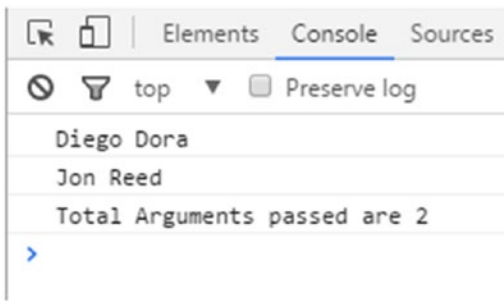 Elements Console Sources
top Preserve log
Diego Dora
Jon Reed
Total Arguments passed are 2